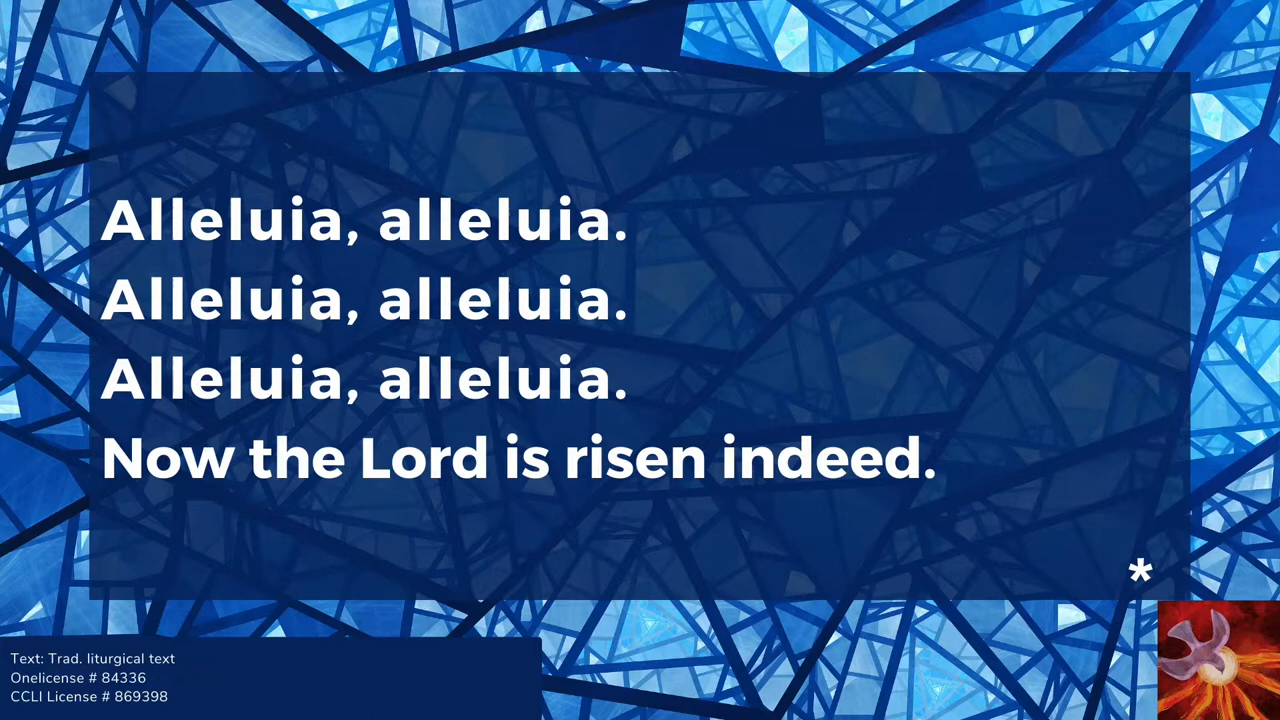 Alleluia, alleluia.
Alleluia, alleluia.
Alleluia, alleluia.
Now the Lord is risen indeed.
*
Text: Trad. liturgical text
Onelicense # 84336
CCLI License # 869398